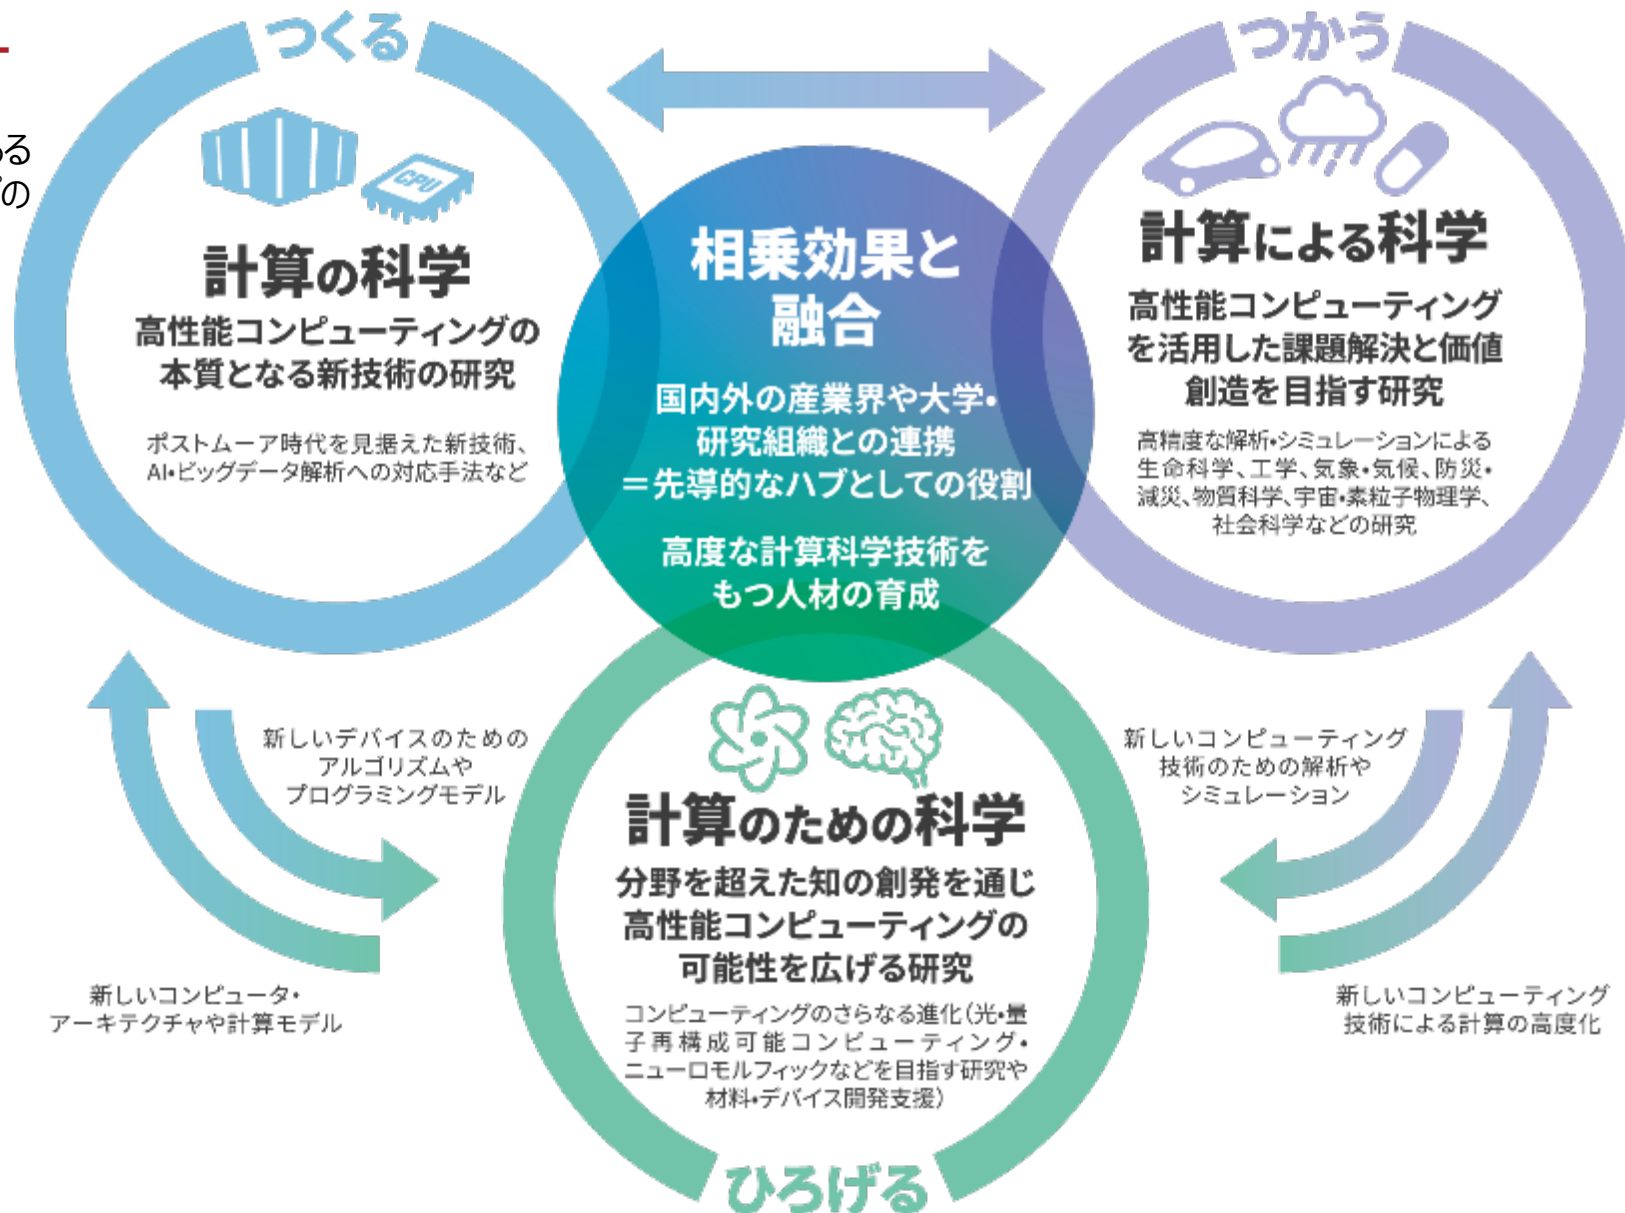 つくる
CPU
計算の科学
高性能コンピューティングの
本質となる新技術の研究
ポストムーア時代を見据えた新技術、
AI・ビッグデータ解析への対応手法など
つかう
計算による科学
高性能コンピューティング
を活用した課題解決と価値
創造を目指す研究
高精度な解析・シミュレーションによる
生命科学、工学、気象・気候、防災・
減災、物質科学、宇宙・素粒子物理学、
社会科学などの研究
相乗効果と
融合
国内外の産業界や大学・
研究組織との連携
＝先導的なハブとしての役割
高度な計算科学技術を
もつ人材の育成
新しいデバイスのための
アルゴリズムや
プログラミングモデル
新しいコンピュータ・
アーキテクチャや計算モデル
新しいコンピューティング
技術のための解析や
シミュレーション
新しいコンピューティング
技術による計算の高度化
計算のための科学
分野を超えた知の創発を通じ
高性能コンピューティングの
可能性を広げる研究
コンピューティングのさらなる進化（光・量
子再構成可能コンピューティング・
ニューロモルフィックなどを目指す研究や
材料・デバイス開発支援）
ひろげる
る
の